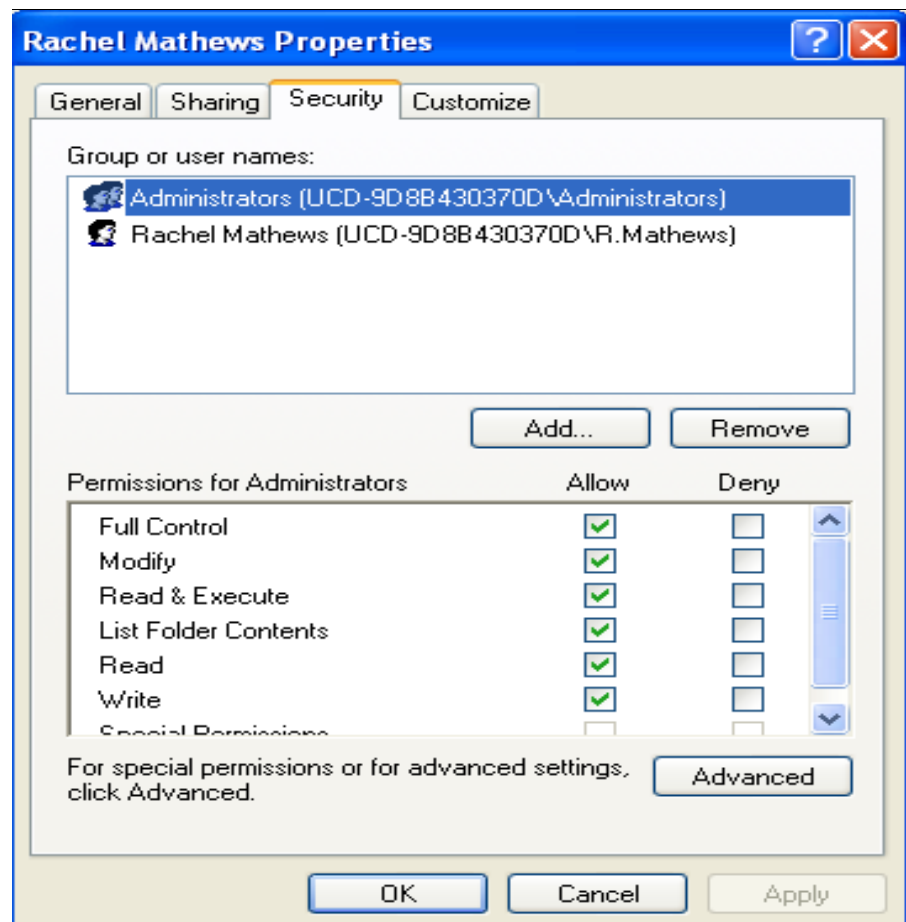 Rachel Mathews Properties
General Sharing Security Customize
Group or user names:
Administrators (UCD-9D8B430370D\Administrators)
Rachel Mathews (UCD-9D8B430370D\R.Mathews)
Add... Remove
Permissions for Administrators Allow Deny
Full Control
Modify
Read & Execute
List Folder Contents
Read
Write
Special Permissions
For special permissions or for advanced settings, click Advanced.
Advanced
OK Cancel Apply